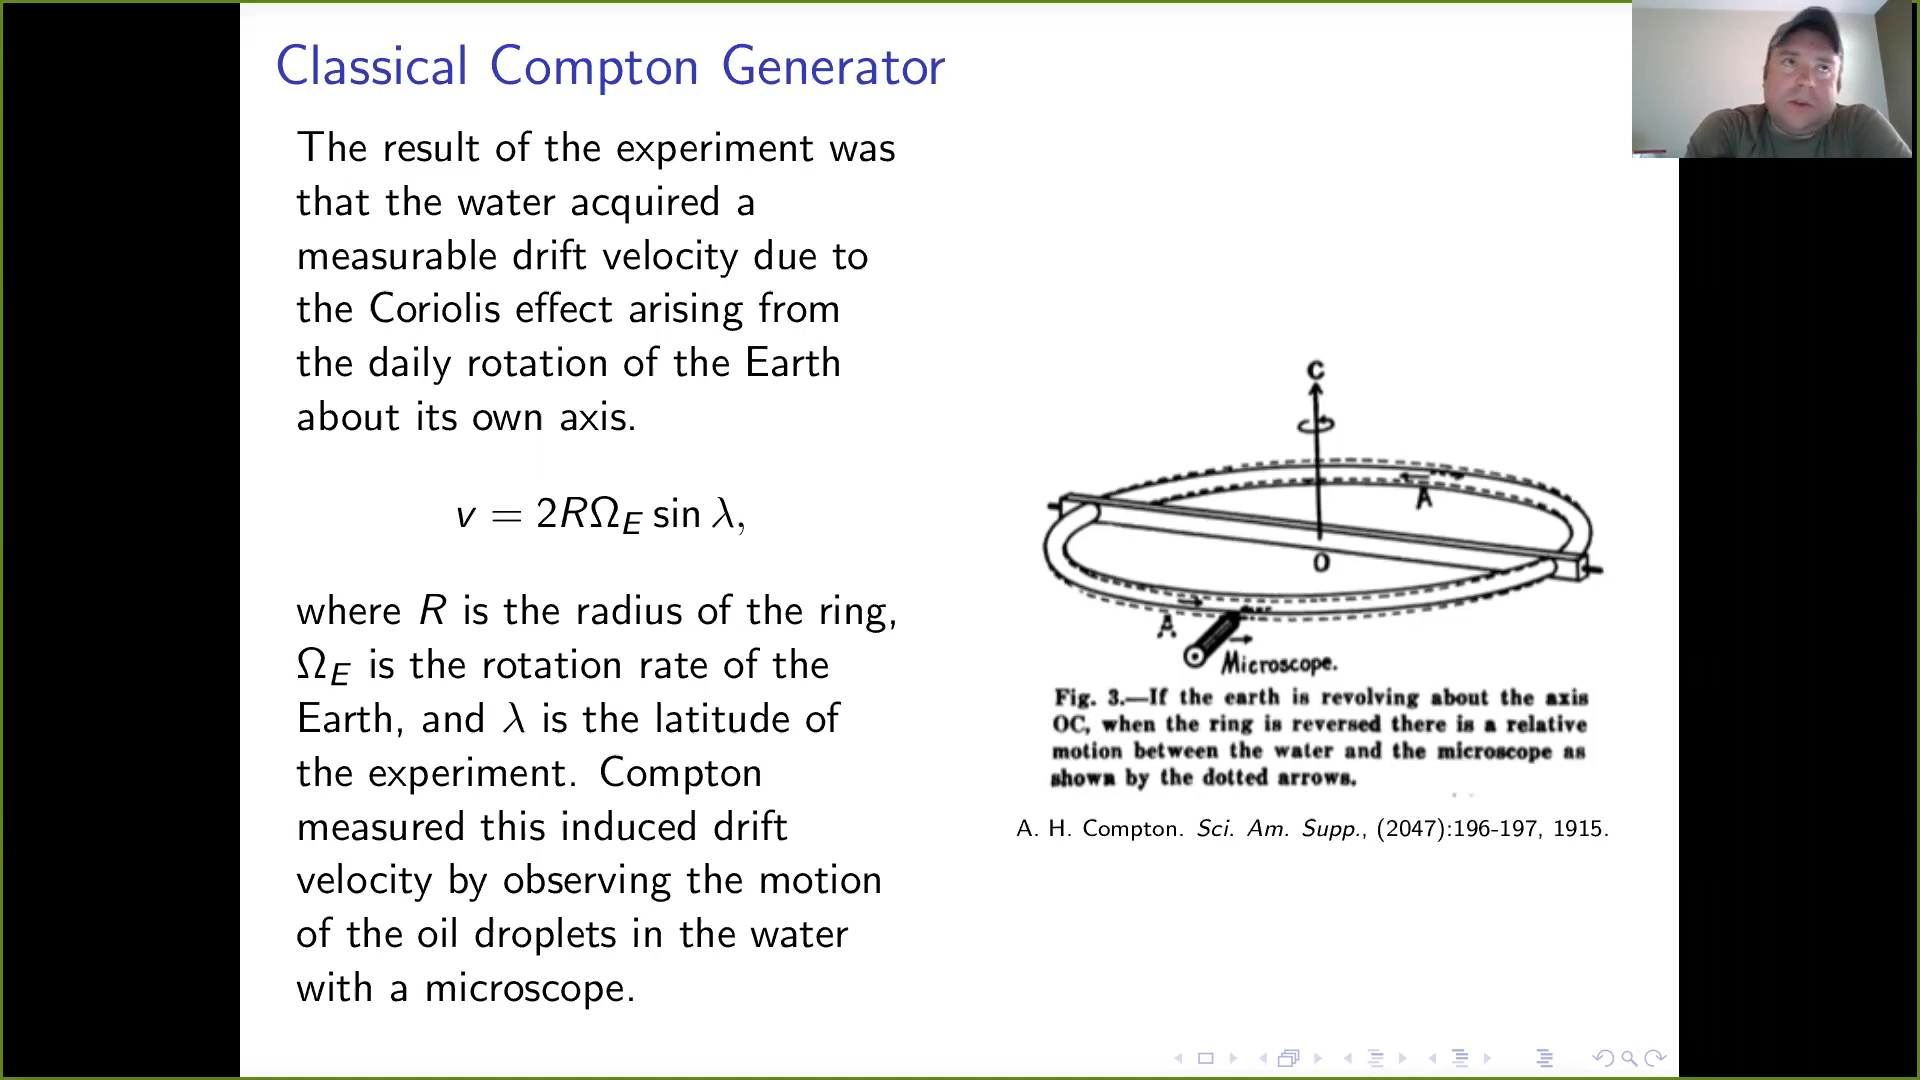 Classical Compton Generator
The result of the experiment was
that the water acquired a
measurable drift velocity due to
the Coriolis effect arising from
the daily rotation of the Earth
about its own axis.
v = 2RΩ_E sin λ,
where R is the radius of the ring,
Ω_E is the rotation rate of the
Earth, and λ is the latitude of
the experiment. Compton
measured this induced drift
velocity by observing the motion
of the oil droplets in the water
with a microscope.
C
A
O
A
Microscope.
Fig. 3.—If the earth is revolving about the axis
OC, when the ring is reversed there is a relative
motion between the water and the microscope as
shown by the dotted arrows.
A. H. Compton. Sci. Am. Supp., (2047):196-197, 1915.